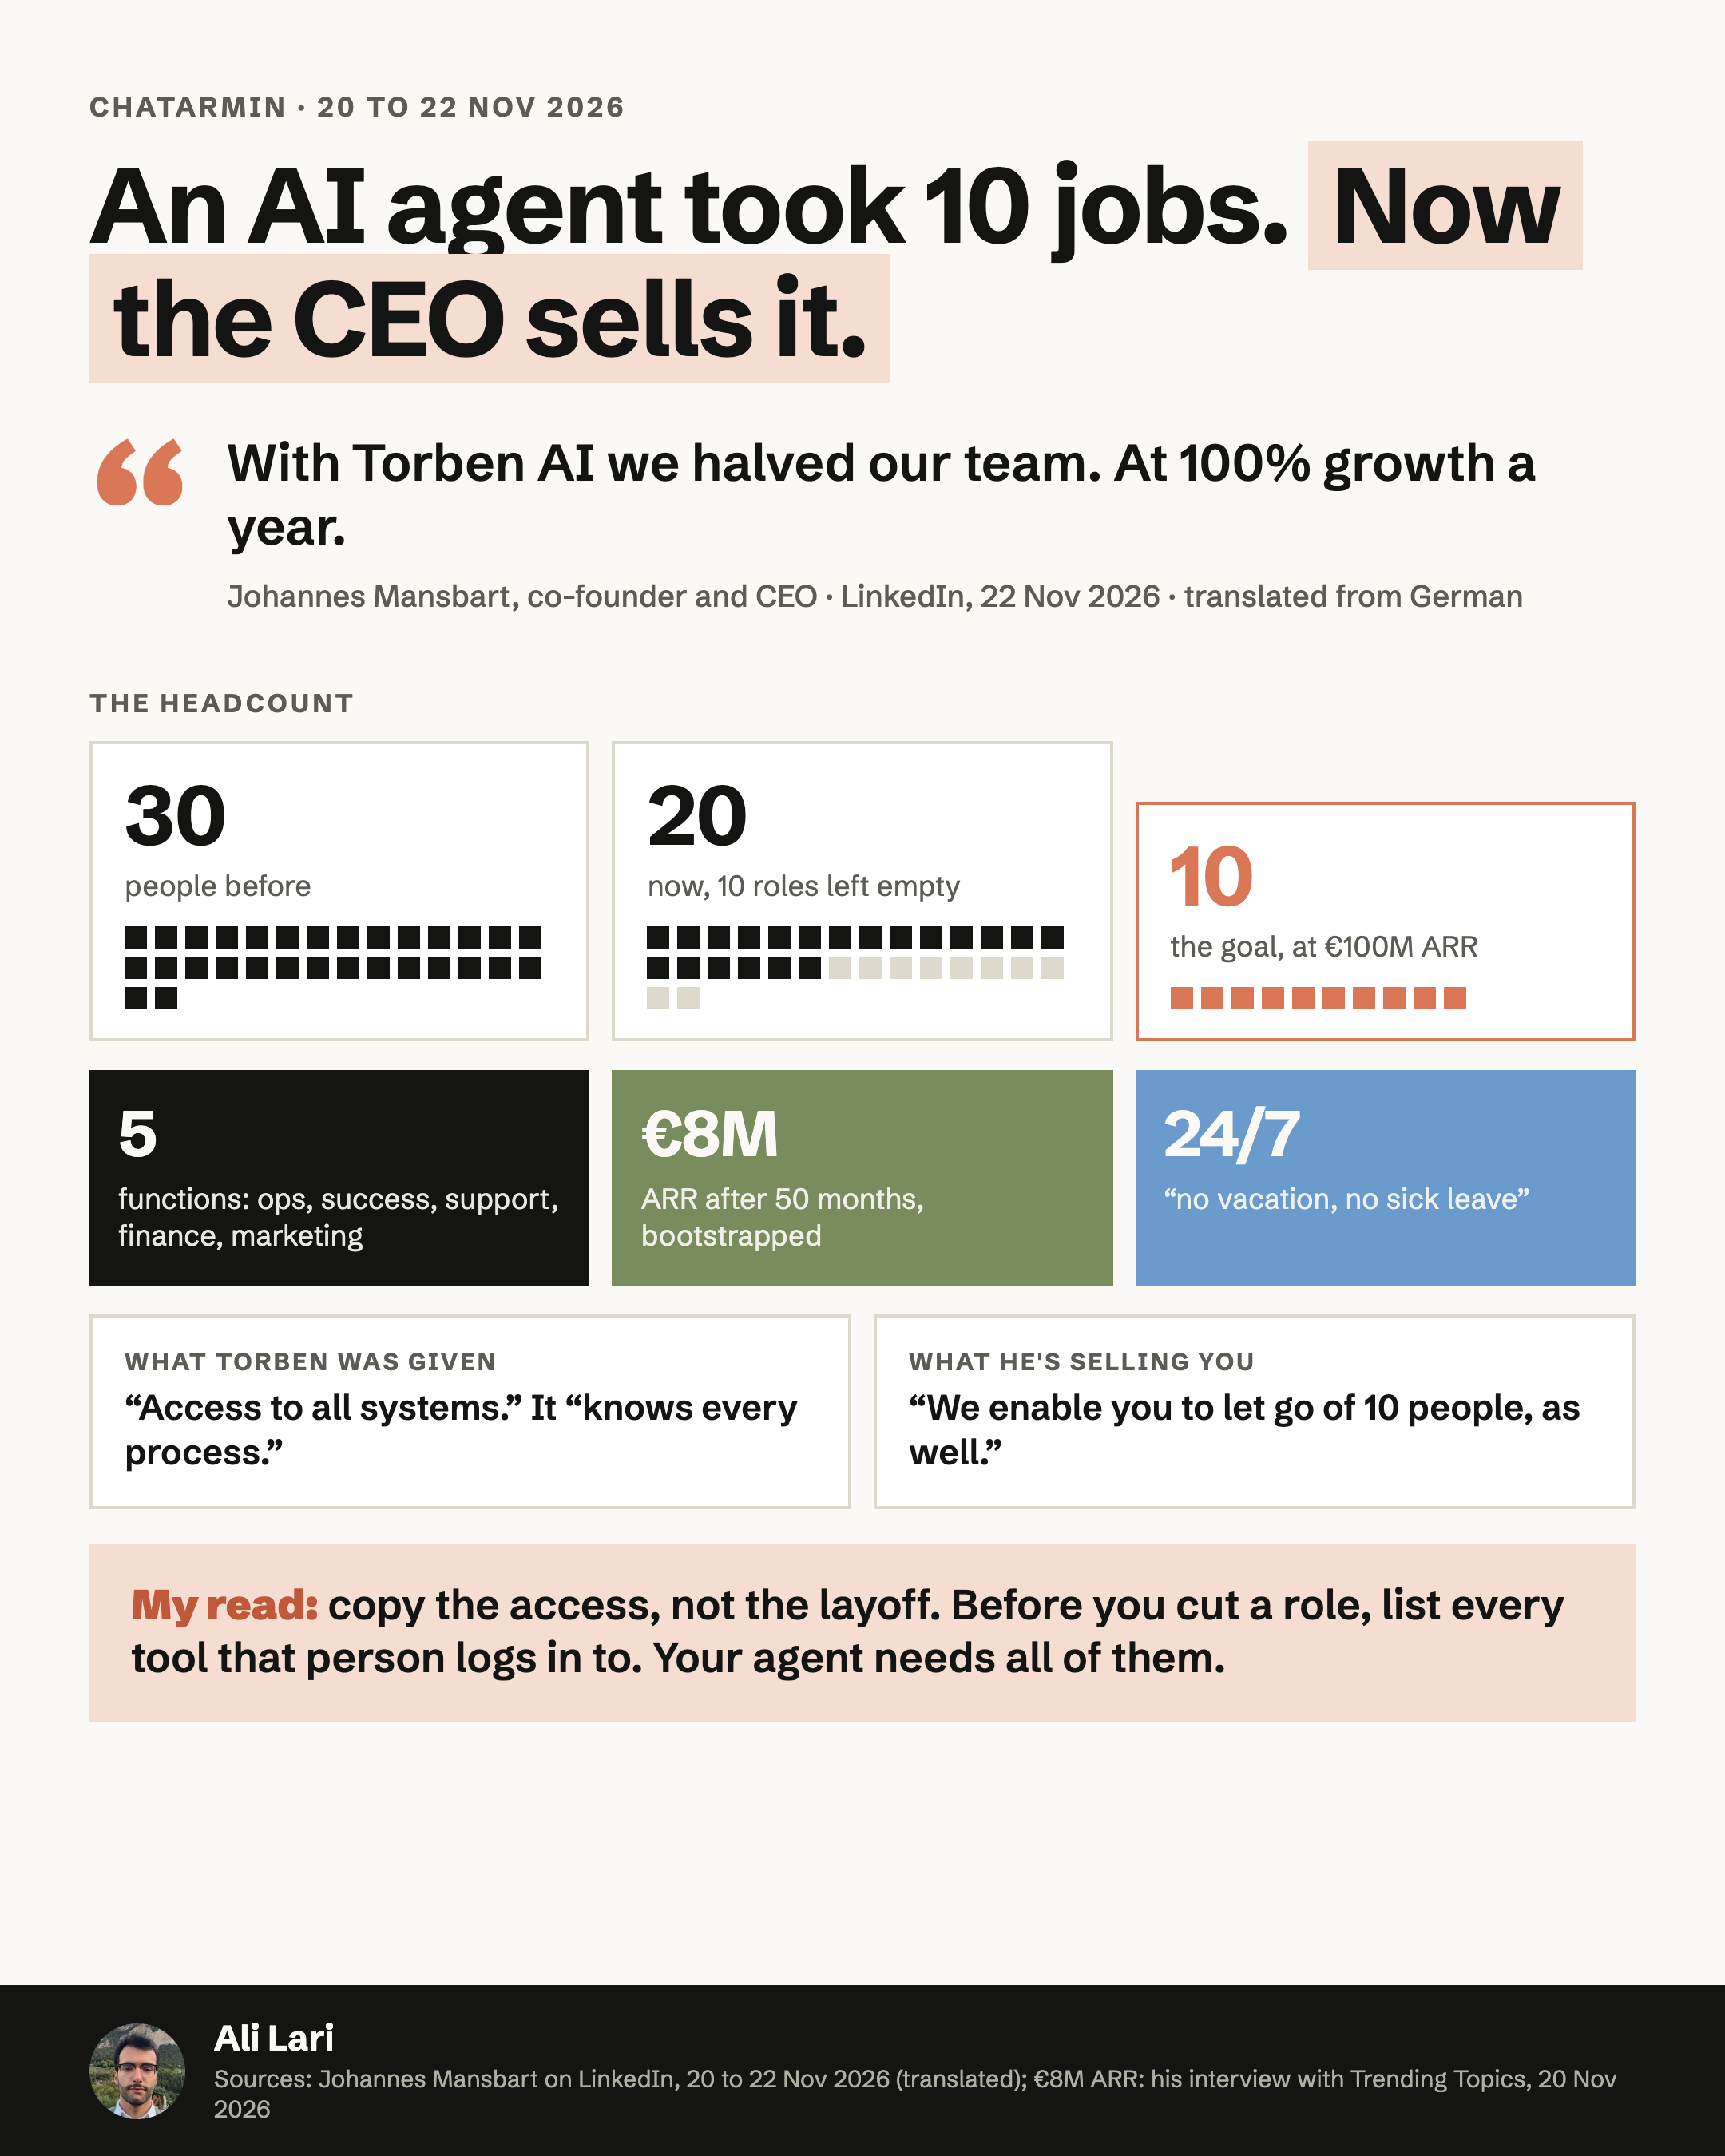 CHATARMIN · 20 TO 22 NOV 2026
An AI agent took 10 jobs. Now
the CEO sells it.
“
With Torben AI we halved our team. At 100% growth a
year.
Johannes Mansbart, co-founder and CEO · LinkedIn, 22 Nov 2026 · translated from German
THE HEADCOUNT
30
people before
20
now, 10 roles left empty
10
the goal, at €100M ARR
5
functions: ops, success, support,
finance, marketing
€8M
ARR after 50 months,
bootstrapped
24/7
“no vacation, no sick leave”
WHAT TORBEN WAS GIVEN
“Access to all systems.” It “knows every
process.”
WHAT HE'S SELLING YOU
“We enable you to let go of 10 people, as
well.”
My read: copy the access, not the layoff. Before you cut a role, list every
tool that person logs in to. Your agent needs all of them.
Ali Lari
Sources: Johannes Mansbart on LinkedIn, 20 to 22 Nov 2026 (translated); €8M ARR: his interview with Trending Topics, 20 Nov
2026